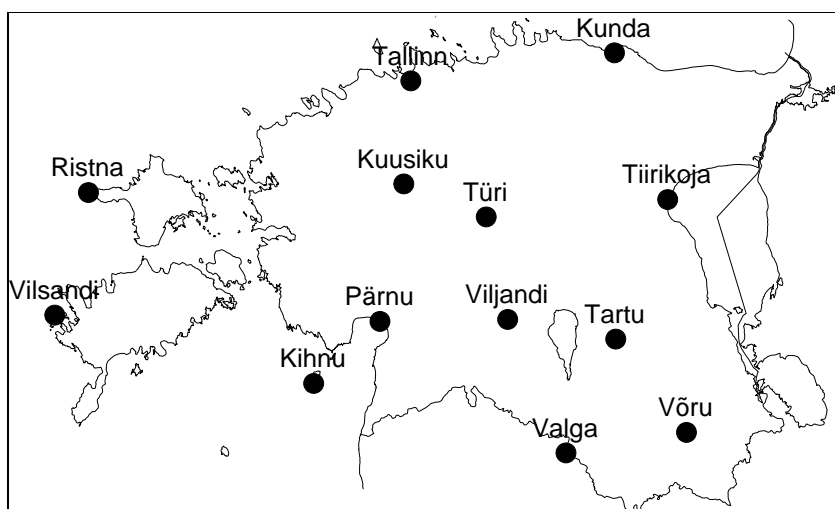 Kunda
Tallinn
Ristna
Kuusiku
Türi
Tiirikoja
Vilsandi
Pärnu
Viljandi
Tartu
Kihnu
Valga
Võru